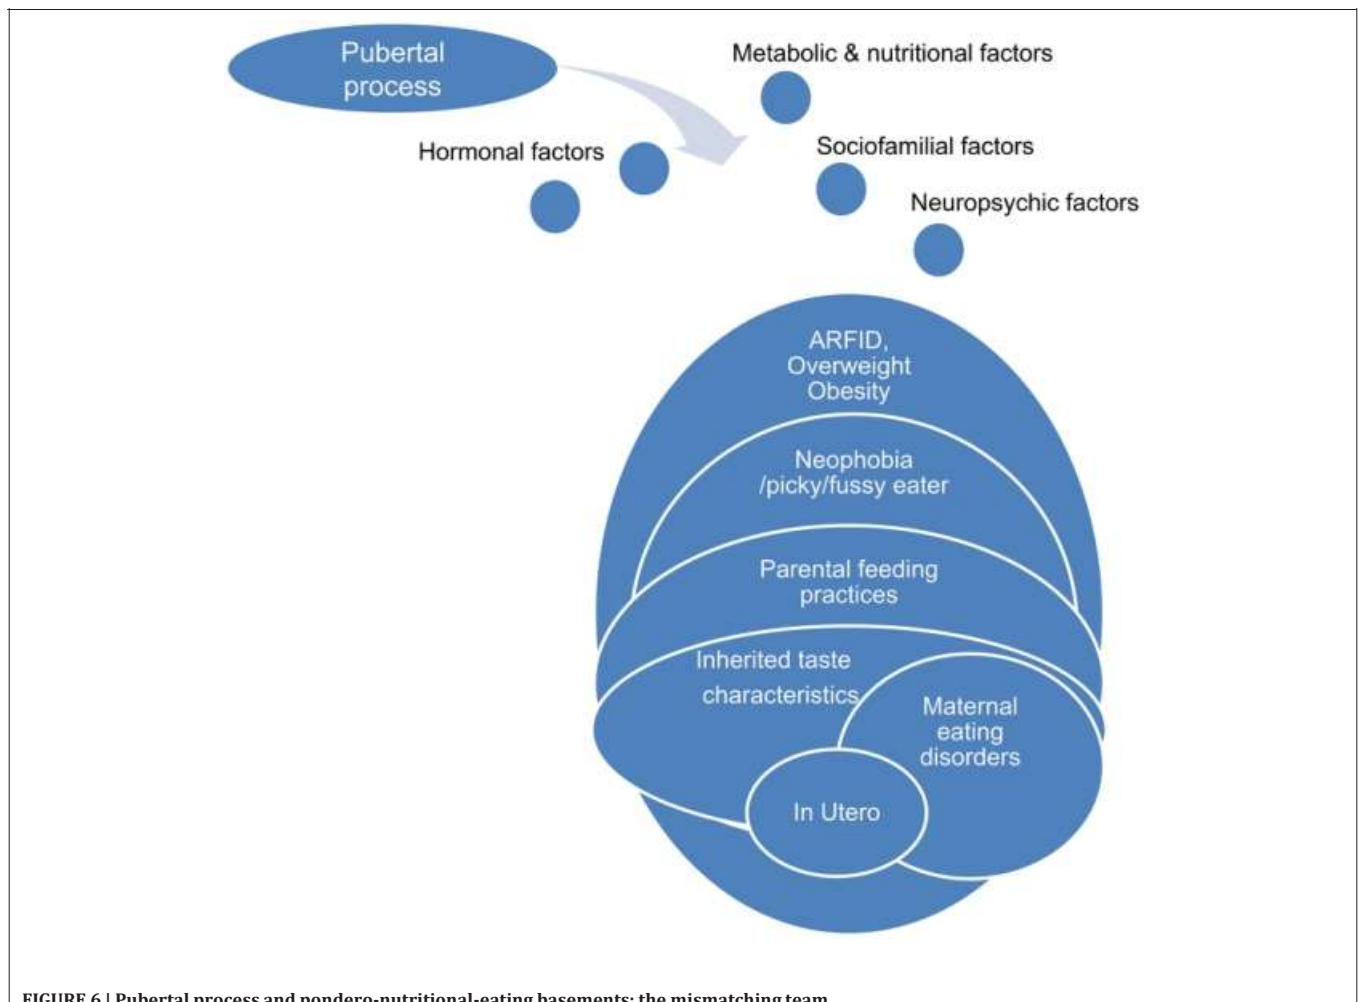 Pubertal
process
Metabolic & nutritional factors
Hormonal factors
Sociofamilial factors
Neuropsychic factors
ARFID,
Overweight
Obesity
Neophobia
/picky/fussy eater
Parental feeding
practices
Inherited taste
characteristics
Maternal
eating
disorders
In Utero
FIGURE 6 | Pubertal process and pondero-nutritional-eating basements: the mismatching team